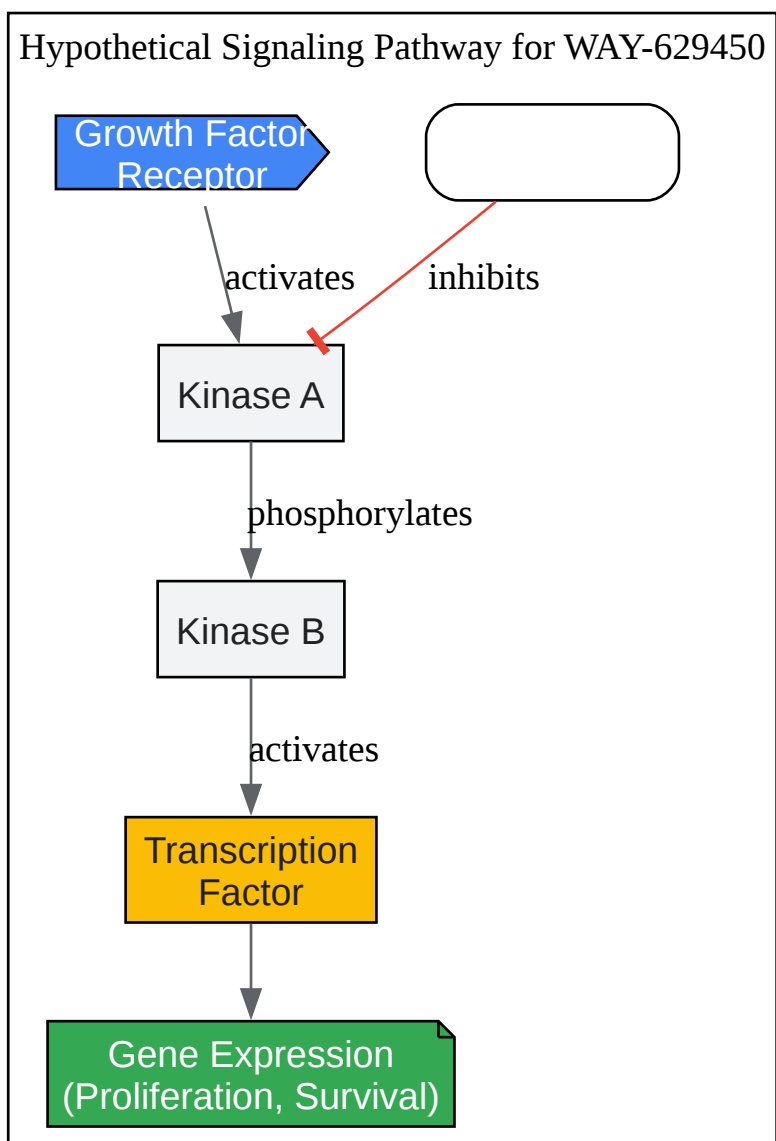 Hypothetical Signaling Pathway for WAY-629450
Growth Factor
Receptor
activates
inhibits
Kinase A
phosphorylates
Kinase B
activates
Transcription
Factor
Gene Expression
(Proliferation, Survival)